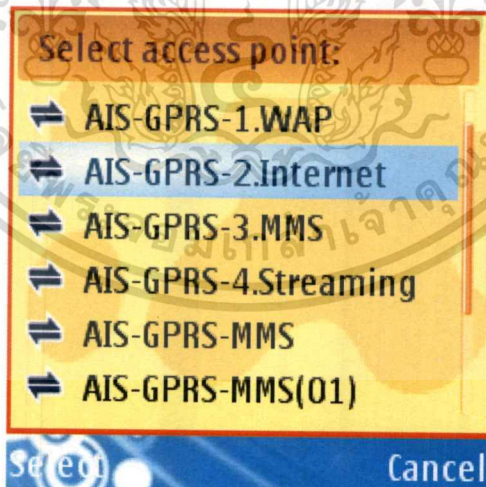 Select access point:
AIS-GPRS-1.WAP
AIS-GPRS-2.Internet
AIS-GPRS-3.MMS
AIS-GPRS-4.Streaming
AIS-GPRS-MMS
AIS-GPRS-MMS(01)
Select
Cancel